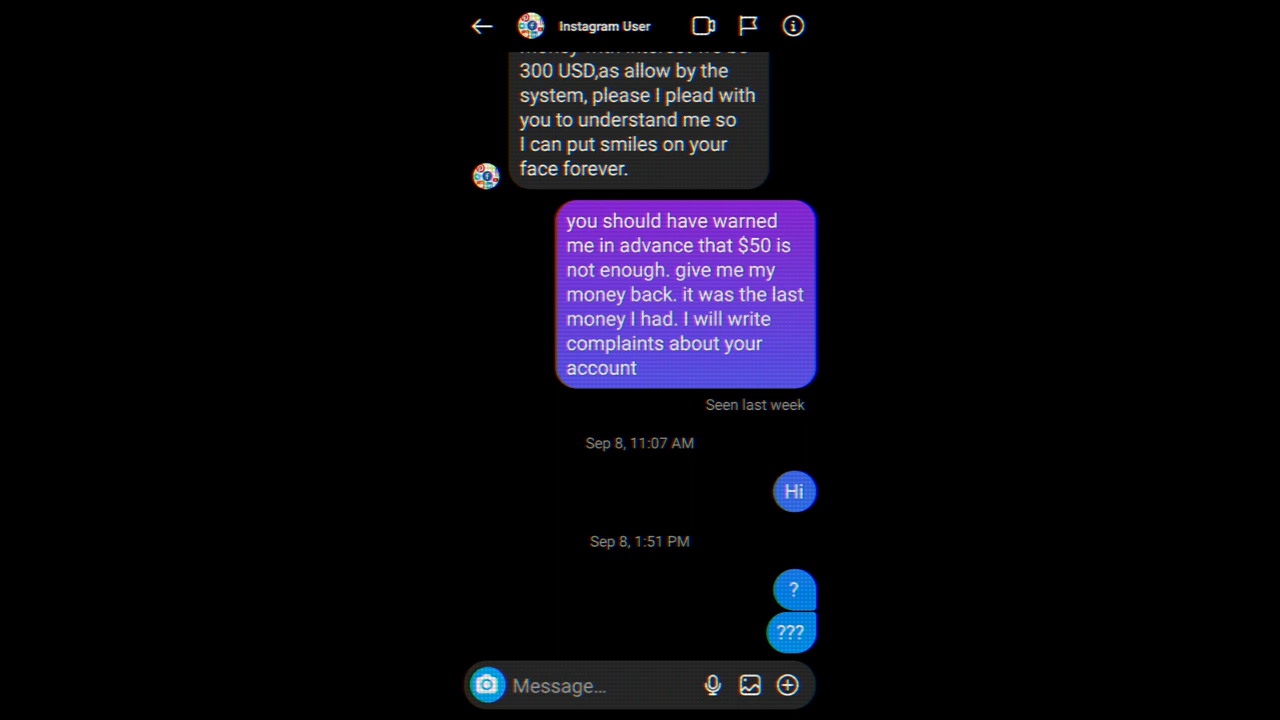 Instagram User
300 USD,as allow by the
system, please I plead with
you to understand me so
I can put smiles on your
face forever.
you should have warned
me in advance that $50 is
not enough. give me my
money back. it was the last
money I had. I will write
complaints about your
account
Seen last week
Sep 8, 11:07 AM
Hi
Sep 8, 1:51 PM
?
???
Message...